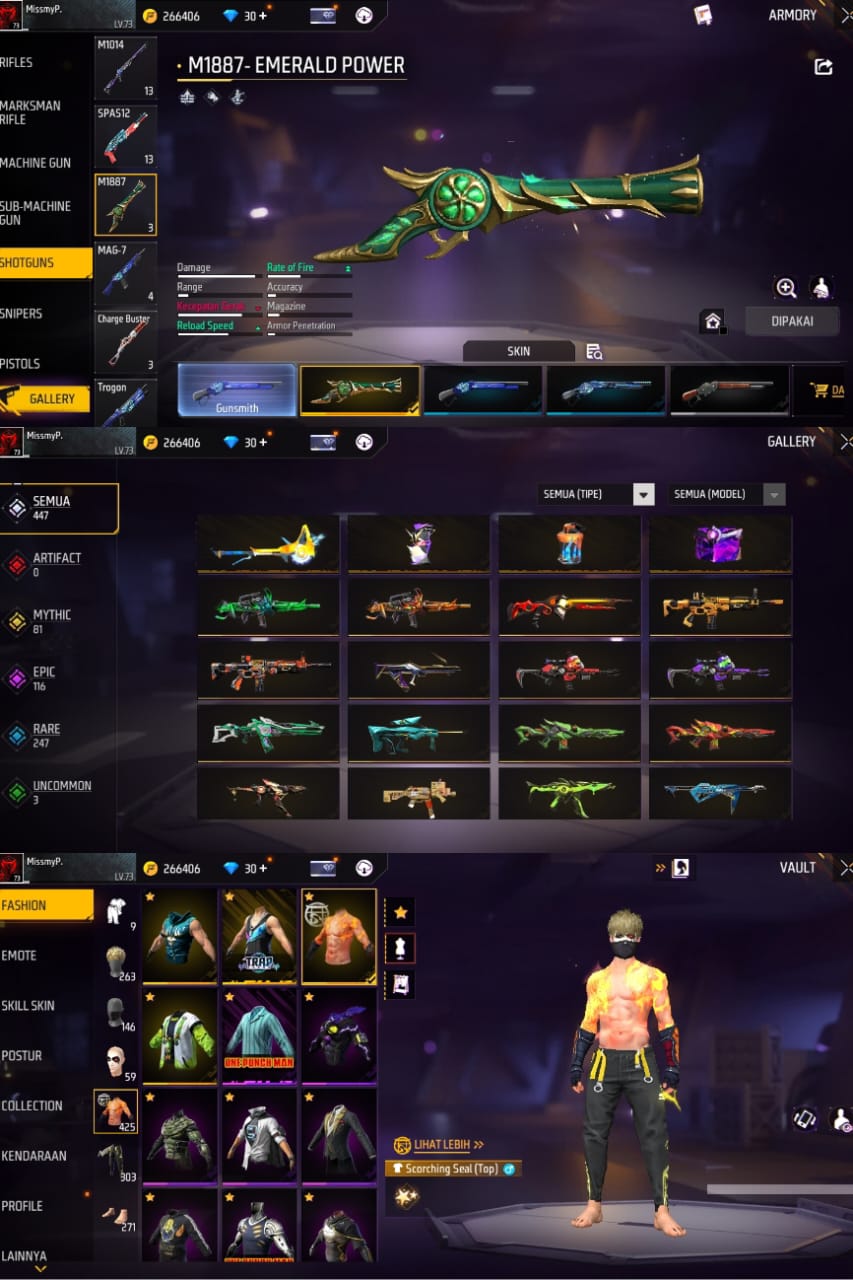 MissmyP.
73
LV.73
266406
30 +
ARMORY
RIFLES
MARKSMAN
RIFLE
MACHINE GUN
SUB-MACHINE
GUN
SHOTGUNS
SNIPERS
PISTOLS
GALLERY
M1014
13
SPAS12
13
M1887
3
MAG-7
4
Charge Buster
3
Trogon
M1887- EMERALD POWER
Damage
Rate of Fire
Range
Accuracy
Kecepatan Gerak
Magazine
Reload Speed
Armor Penetration
DIPAKAI
SKIN
Gunsmith
DA
MissmyP.
73
LV.73
266406
30 +
GALLERY
SEMUA
447
ARTIFACT
0
MYTHIC
81
EPIC
116
RARE
247
UNCOMMON
3
SEMUA (TIPE)
SEMUA (MODEL)
MissmyP.
73
LV.73
266406
30 +
VAULT
FASHION
EMOTE
SKILL SKIN
POSTUR
COLLECTION
KENDARAAN
PROFILE
LAINNYA
9
263
146
59
425
303
271
TRAP
ONE-PUNCH MAN
LIHAT LEBIH >>
Scorching Seal (Top)